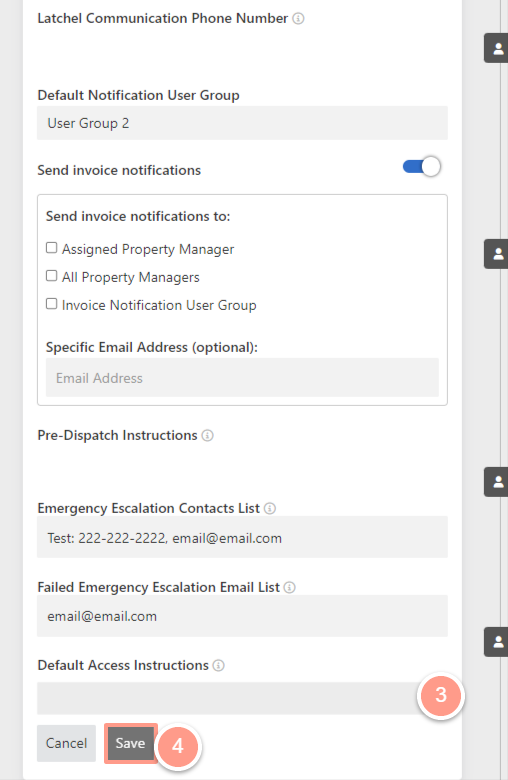 Latchel Communication Phone Number
Default Notification User Group
User Group 2
Send invoice notifications
Send invoice notifications to:
Assigned Property Manager
All Property Managers
Invoice Notification User Group
Specific Email Address (optional):
Email Address
Pre-Dispatch Instructions
Emergency Escalation Contacts List
Test: 222-222-2222, email@email.com
Failed Emergency Escalation Email List
email@email.com
Default Access Instructions
3
Cancel Save 4